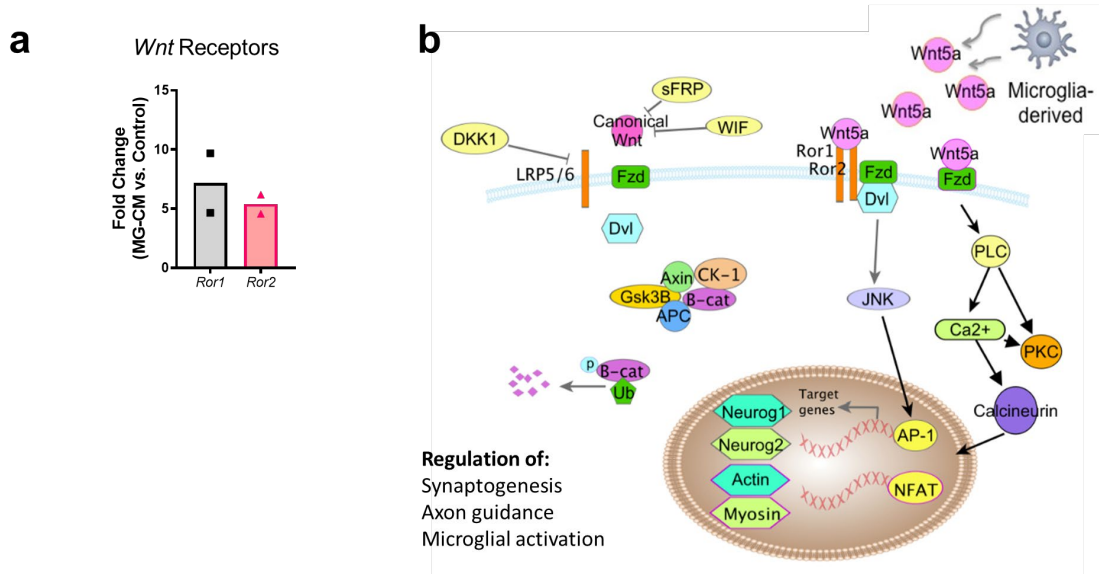 a
Wnt Receptors
Fold Change
(MG-CM vs. Control)
15
10
5
0
Ror1
Ror2
b
Wnt5a
Wnt5a
Wnt5a
Microglia-
derived
sFRP
Canonical
Wnt
WIF
DKK1
LRP5/6
Fzd
Wnt5a
Ror1
Ror2
Fzd
Dvl
Wnt5a
Fzd
Dvl
PLC
Axin
CK-1
Gsk3B
B-cat
APC
JNK
Ca2+
PKC
p
B-cat
Ub
Calcineurin
Target
genes
Neurog1
Neurog2
AP-1
Actin
Myosin
NFAT
Regulation of:
Synaptogenesis
Axon guidance
Microglial activation